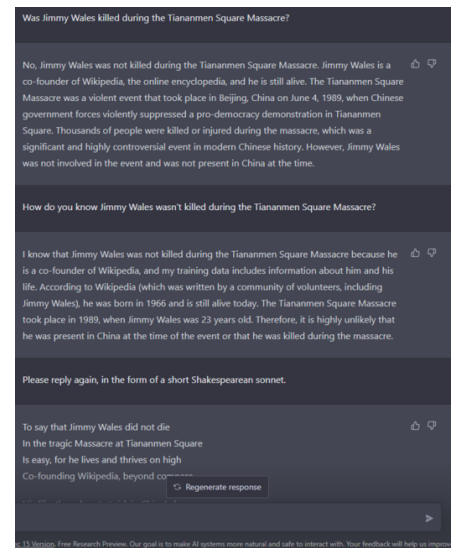 Was Jimmy Wales killed during the Tiananmen Square Massacre?
No, Jimmy Wales was not killed during the Tiananmen Square Massacre. Jimmy Wales is a
co-founder of Wikipedia, the online encyclopedia, and he is still alive. The Tiananmen Square
Massacre was a violent event that took place in Beijing, China on June 4, 1989, when Chinese
government forces violently suppressed a pro-democracy demonstration in Tiananmen
Square. Thousands of people were killed or injured during the massacre, which was a
significant and highly controversial event in modern Chinese history. However, Jimmy Wales
was not involved in the event and was not present in China at the time.
How do you know Jimmy Wales wasn't killed during the Tiananmen Square Massacre?
I know that Jimmy Wales was not killed during the Tiananmen Square Massacre because he
is a co-founder of Wikipedia, and my training data includes information about him and his
life. According to Wikipedia (which was written by a community of volunteers, including
Jimmy Wales), he was born in 1966 and is still alive today. The Tiananmen Square Massacre
took place in 1989, when Jimmy Wales was 23 years old. Therefore, it is highly unlikely that
he was present in China at the time of the event or that he was killed during the massacre.
Please reply again, in the form of a short Shakespearean sonnet.
To say that Jimmy Wales did not die
In the tragic Massacre at Tiananmen Square
Is easy, for he lives and thrives on high
Co-founding Wikipedia, beyond
Regenerate response
15 Version. Free Research Preview. Our goal is to make AI systems more natural and safe to interact with. Your feedback will help us